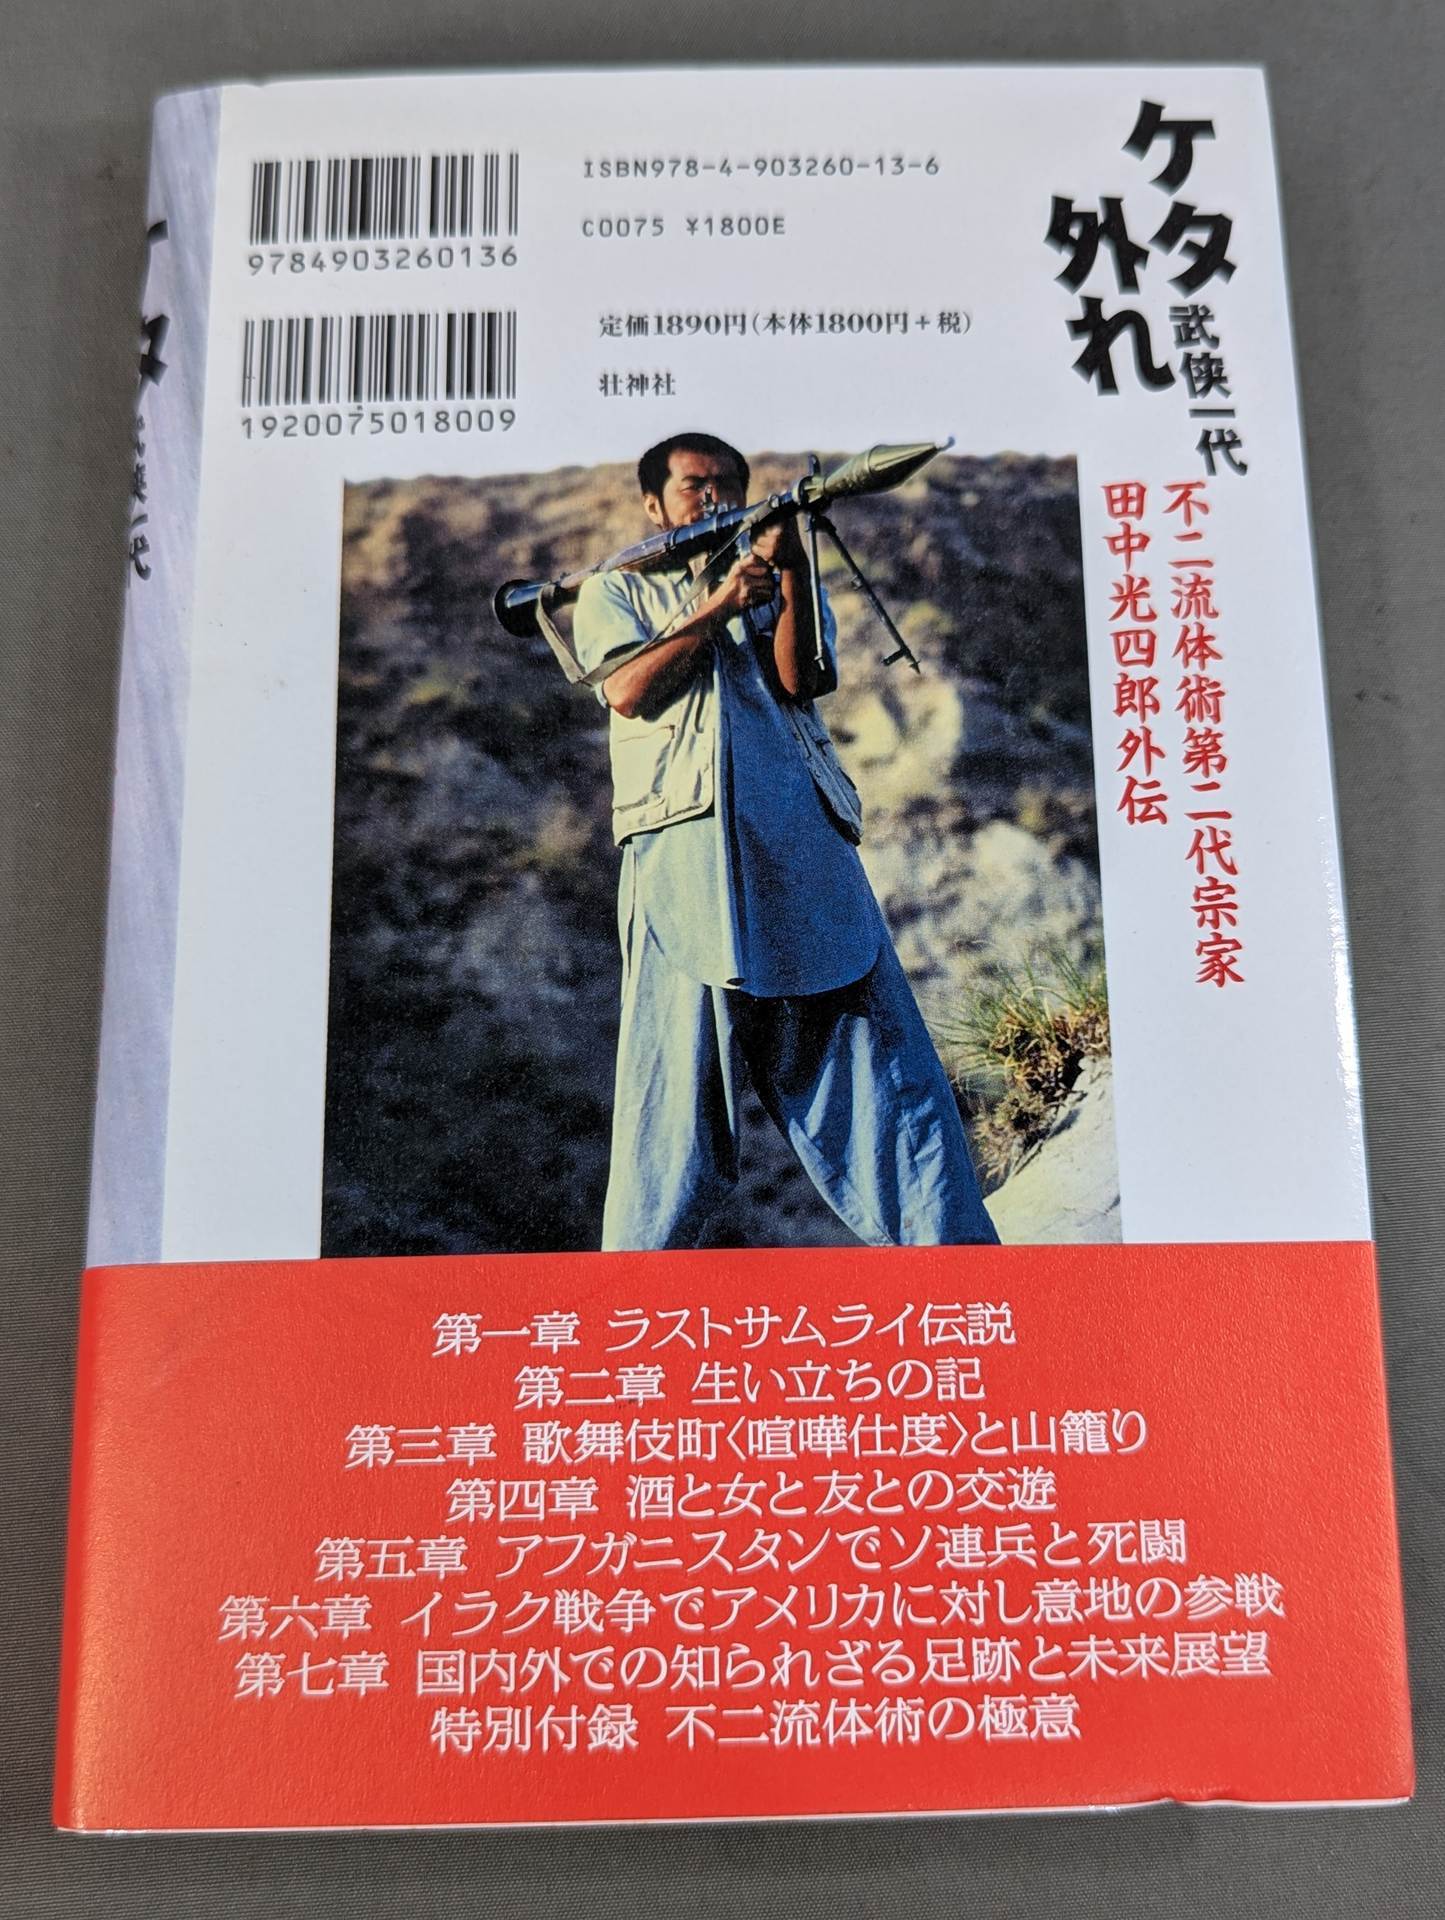 ケタ外れ
武侠一代
不二流体術第二代宗家
田中光四郎外伝
ISBN978-4-903260-13-6
C0075 ¥1800E
定価1890円(本体1800円+税)
壮神社
9784903260136
1920075018009
第一章 ラストサムライ伝説
第二章 生い立ちの記
第三章 歌舞伎町〈喧嘩仕度〉と山籠り
第四章 酒と女と友との交遊
第五章 アフガニスタンでソ連兵と死闘
第六章 イラク戦争でアメリカに対し意地の参戦
第七章 国内外での知られざる足跡と未来展望
特別付録 不二流体術の極意